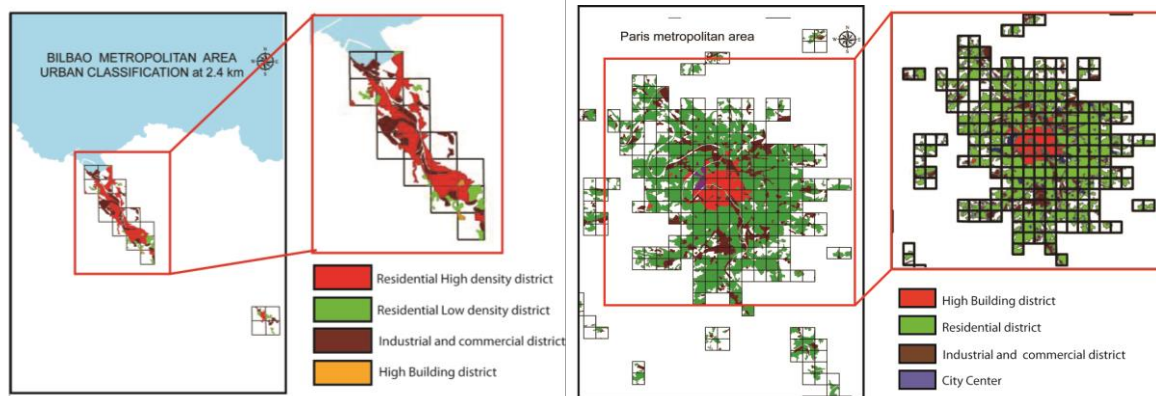 BILBAO METROPOLITAN AREA
URBAN CLASSIFICATION at 2.4 km
Residential High density district
Residential Low density district
Industrial and commercial district
High Building district
Paris metropolitan area
High Building district
Residential district
Industrial and commercial district
City Center